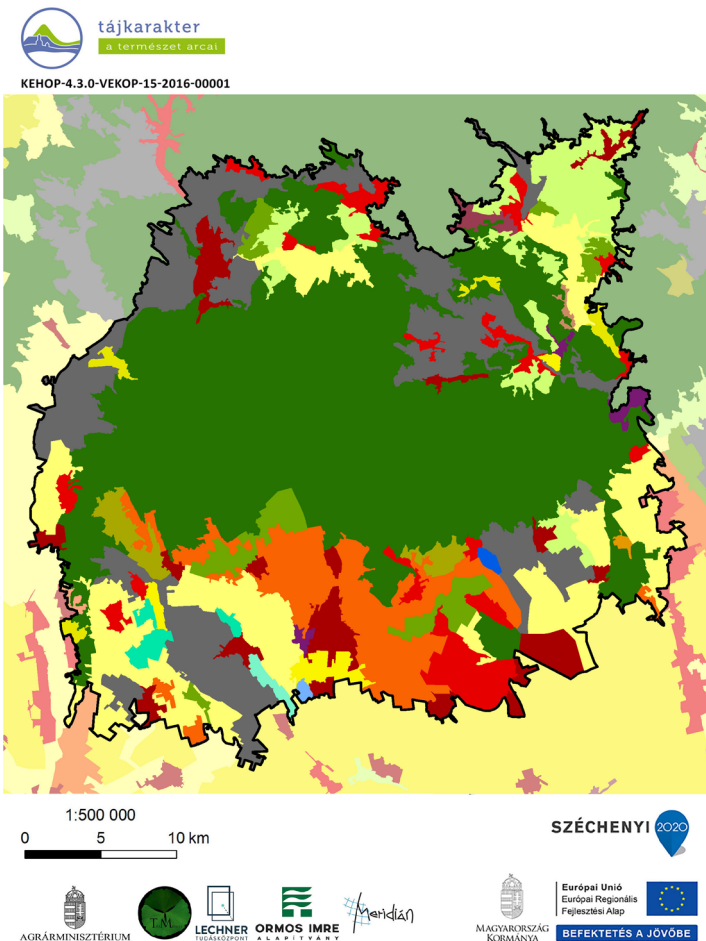 tájkarakter
a természet arcai
KEHOP-4.3.0-VEKOP-15-2016-00001
1:500 000
0 5 10 km
SZÉCHENYI 2020
AGRÁRMINISZTÉRIUM
T.M.
LECHNER
TUDÁSKÖZPONT
ORMOS IMRE
ALAPÍTVÁNY
Meridián
MAGYARORSZÁG
KORMÁNYA
Európai Unió
Európai Regionális
Fejlesztési Alap
BEFEKTETÉS A JÖVŐBE